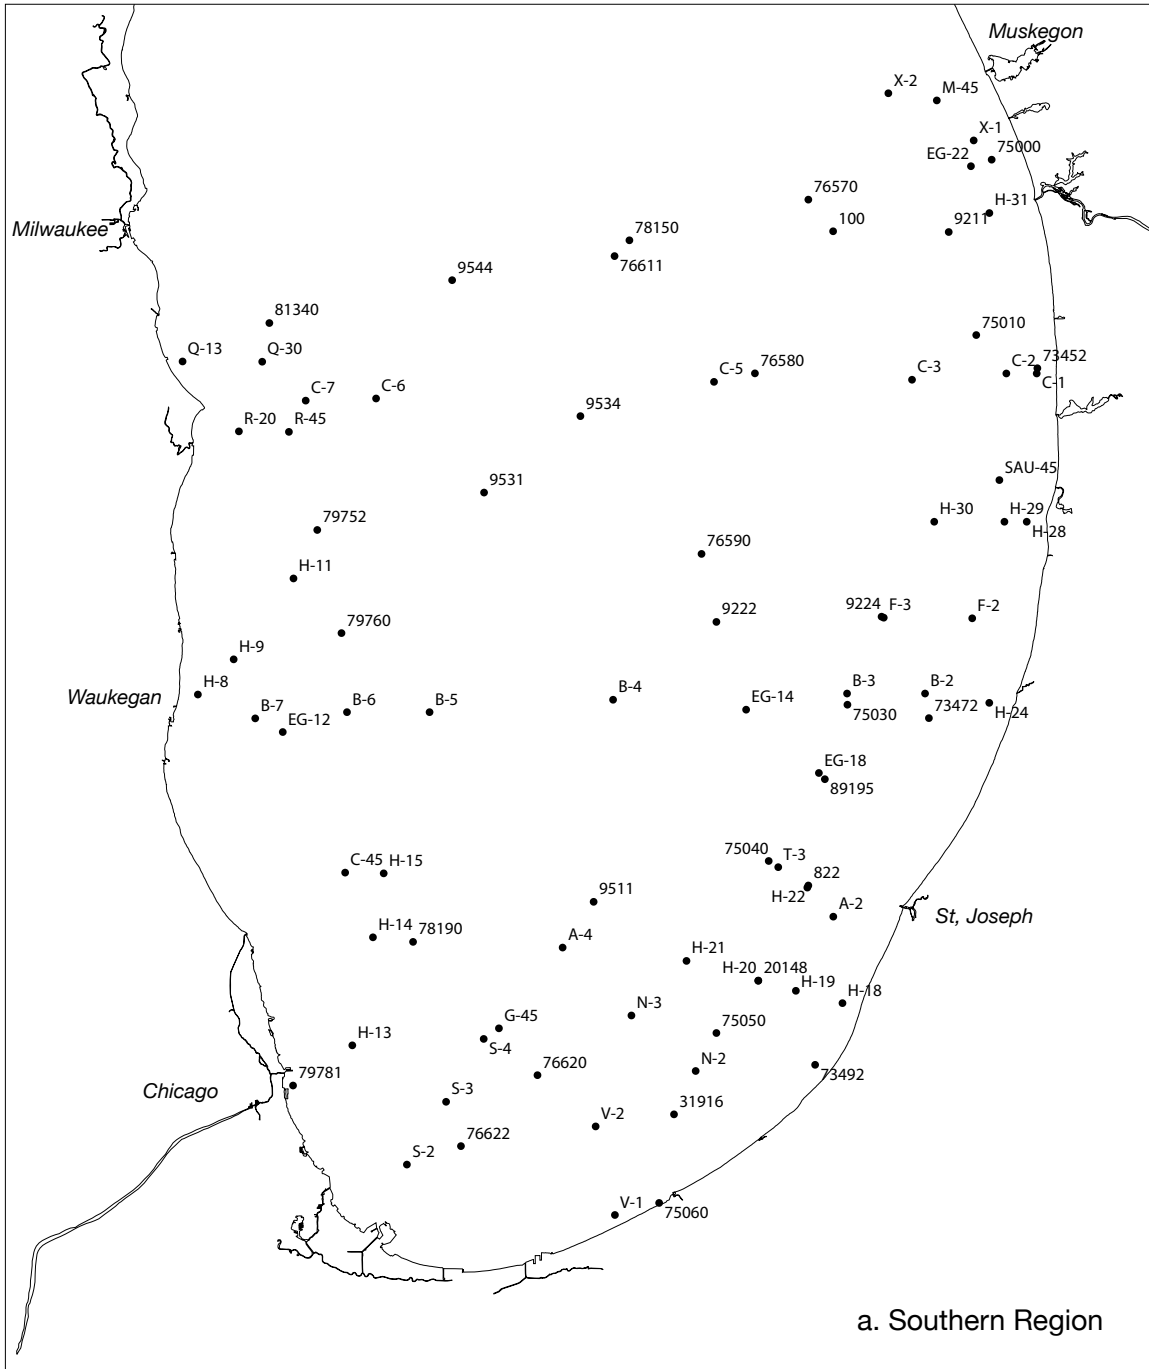 Muskegon
X-2
M-45
X-1
75000
EG-22
76570
H-31
100
9211
Milwaukee
78150
76611
9544
81340
75010
Q-13
Q-30
73452
C-2
C-1
C-3
76580
C-5
C-6
C-7
9534
R-20
R-45
SAU-45
9531
H-30
H-29
H-28
79752
76590
H-11
9224
F-3
F-2
9222
79760
H-9
H-8
Waukegan
B-7
EG-12
B-6
B-5
B-4
EG-14
B-3
75030
B-2
73472
H-24
EG-18
89195
75040
T-3
C-45
H-15
822
H-22
9511
A-2
St, Joseph
H-14
78190
A-4
H-21
H-20
20148
H-19
H-18
N-3
G-45
S-4
75050
H-13
N-2
73492
76620
79781
Chicago
S-3
31916
V-2
76622
S-2
V-1
75060
a. Southern Region